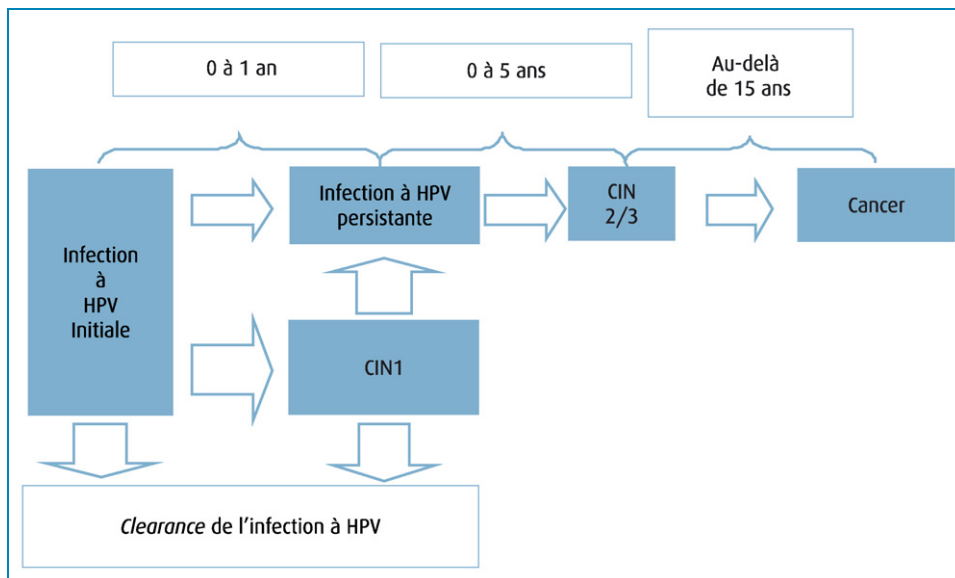 0 à 1 an
0 à 5 ans
Au-delà
de 15 ans
Infection
à
HPV
Initiale
Infection à HPV
persistante
CIN
2/3
Cancer
CIN1
Clearance de l'infection à HPV